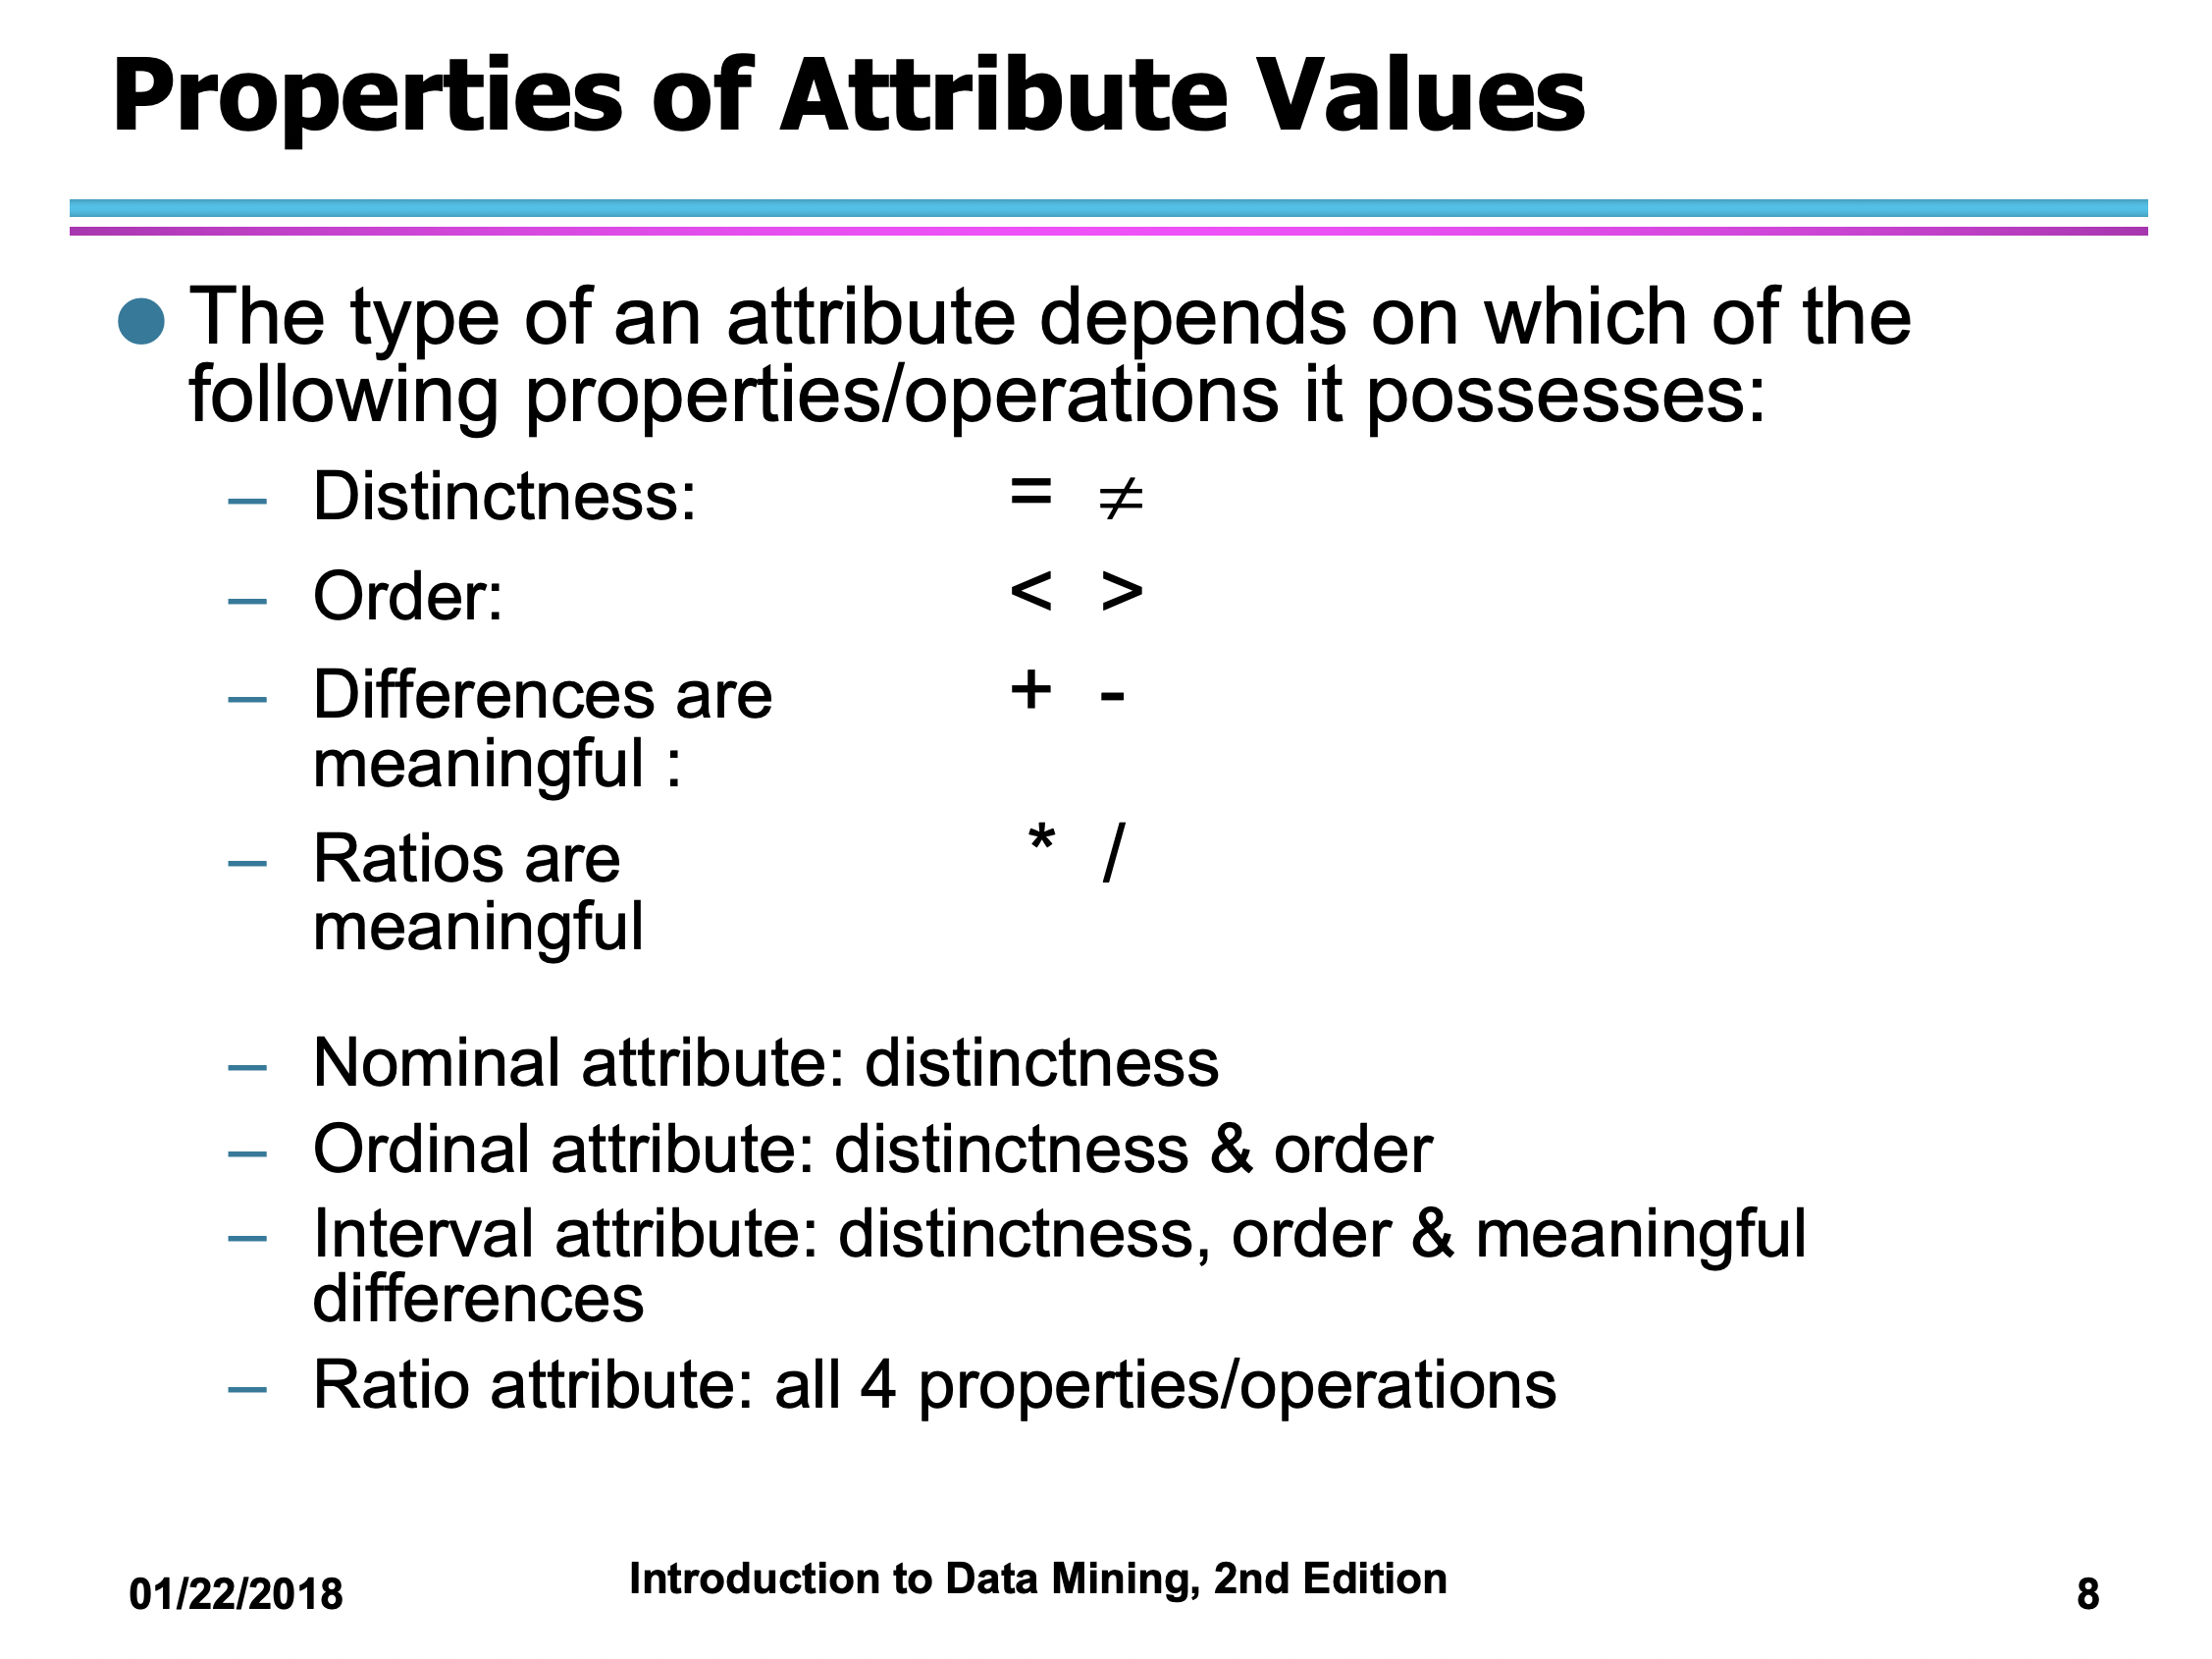 Properties of Attribute Values
The type of an attribute depends on which of the
following properties/operations it possesses:
– Distinctness: = ≠
– Order: < >
– Differences are + -
meaningful :
– Ratios are * /
meaningful
– Nominal attribute: distinctness
– Ordinal attribute: distinctness & order
– Interval attribute: distinctness, order & meaningful
differences
– Ratio attribute: all 4 properties/operations
01/22/2018 Introduction to Data Mining, 2nd Edition 8